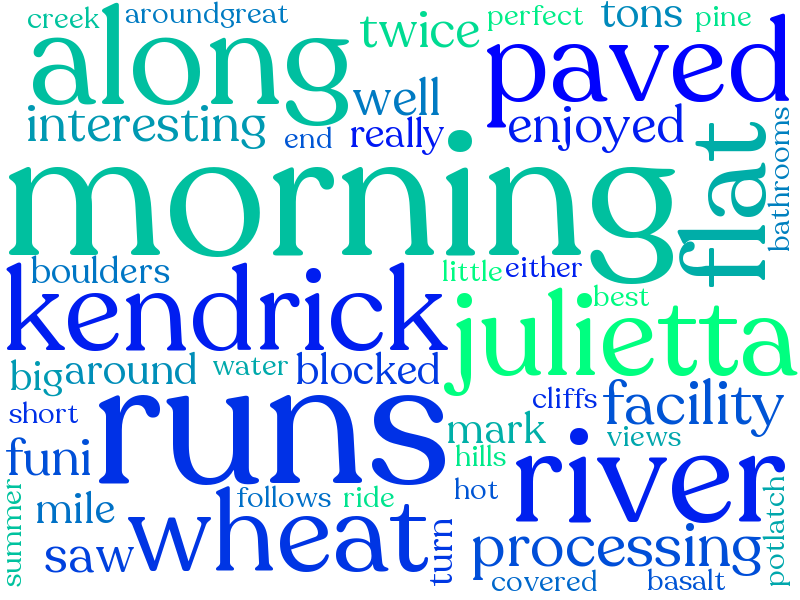 creek aroundgreat twice perfect tons pine
along paved
interesting well enjoyed
end really
morning flat bathrooms
boulders little either
kendrick julietta best
big around water blocked
short cliffs facility
runs mark views
funi hills river
summer mile follows ride hot potlatch
saw wheat turn processing
covered basalt